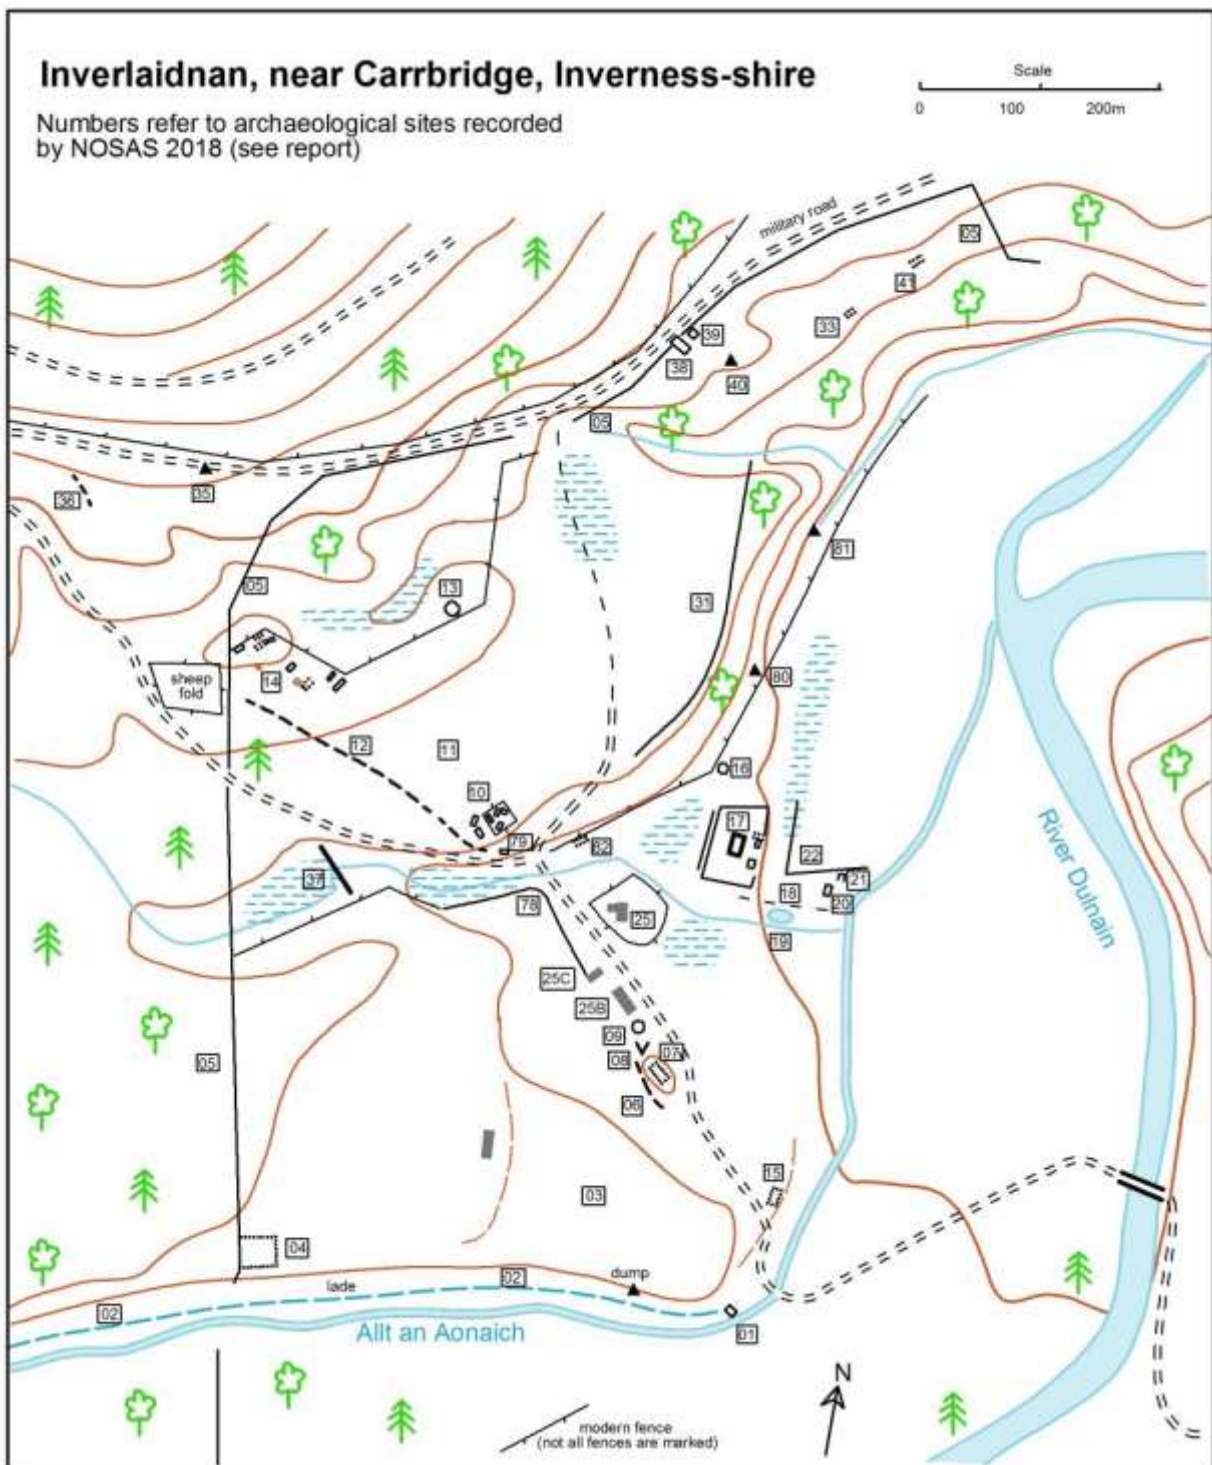 Inverlaidnan, near Carrbridge, Inverness-shire
Scale
0 100 200m
Numbers refer to archaeological sites recorded
by NOSAS 2018 (see report)
military road
05
41
33
39
38
40
05
36
35
81
05
13
31
sheep
fold
14
80
12
11
16
10
17
79
82
22
37
18
21
20
78
25
19
25C
25B
09
07
08
05
06
15
03
04
02
dump
lade
02
01
Allt an Aonaich
River Dulnain
N
modern fence
(not all fences are marked)